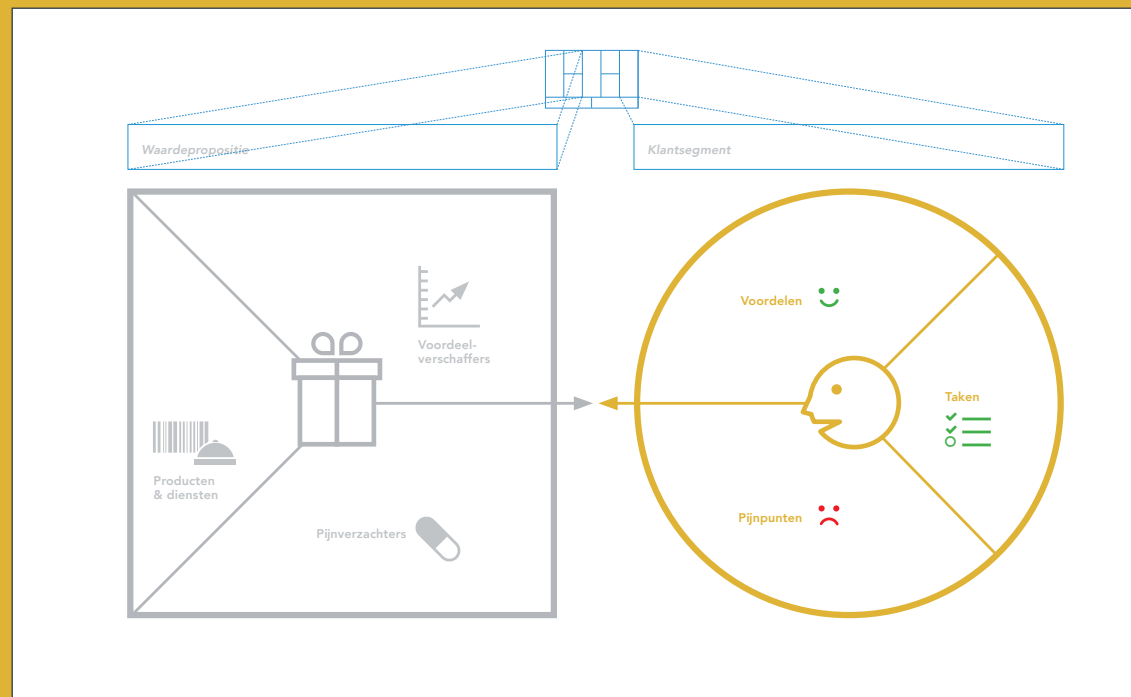 Waardepropositie
Klantsegment
Voordeel-
verschaffers
Producten
& diensten
Pijnverzachters
Voordelen
Taken
Pijnpunten